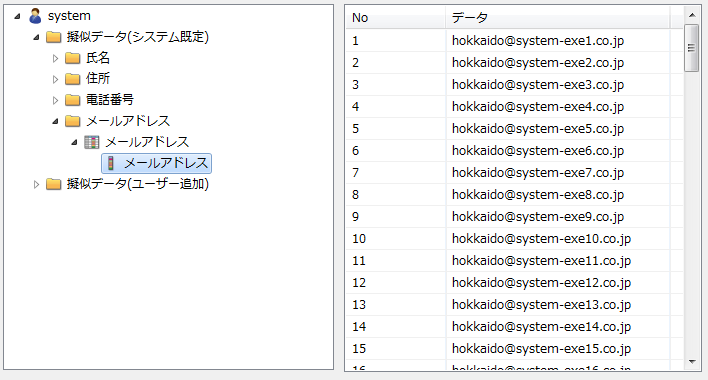 system
擬似データ(システム既定)
氏名
住所
電話番号
メールアドレス
メールアドレス
メールアドレス
擬似データ(ユーザー追加)
No データ
1 hokkaido@system-exe1.co.jp
2 hokkaido@system-exe2.co.jp
3 hokkaido@system-exe3.co.jp
4 hokkaido@system-exe4.co.jp
5 hokkaido@system-exe5.co.jp
6 hokkaido@system-exe6.co.jp
7 hokkaido@system-exe7.co.jp
8 hokkaido@system-exe8.co.jp
9 hokkaido@system-exe9.co.jp
10 hokkaido@system-exe10.co.jp
11 hokkaido@system-exe11.co.jp
12 hokkaido@system-exe12.co.jp
13 hokkaido@system-exe13.co.jp
14 hokkaido@system-exe14.co.jp
15 hokkaido@system-exe15.co.jp
16 hokkaido@system-exe16.co.jp